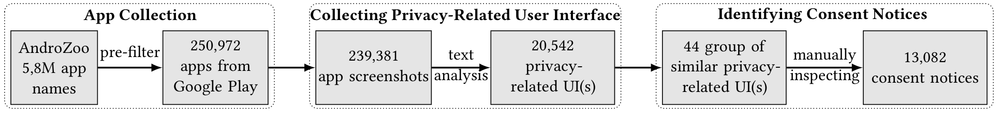 App Collection
AndroZoo
5,8M app
names
pre-filter
250,972
apps from
Google Play
Collecting Privacy-Related User Interface
239,381
app screenshots
text
analysis
20,542
privacy-
related UI(s)
Identifying Consent Notices
44 group of
similar privacy-
related UI(s)
manually
inspecting
13,082
consent notices